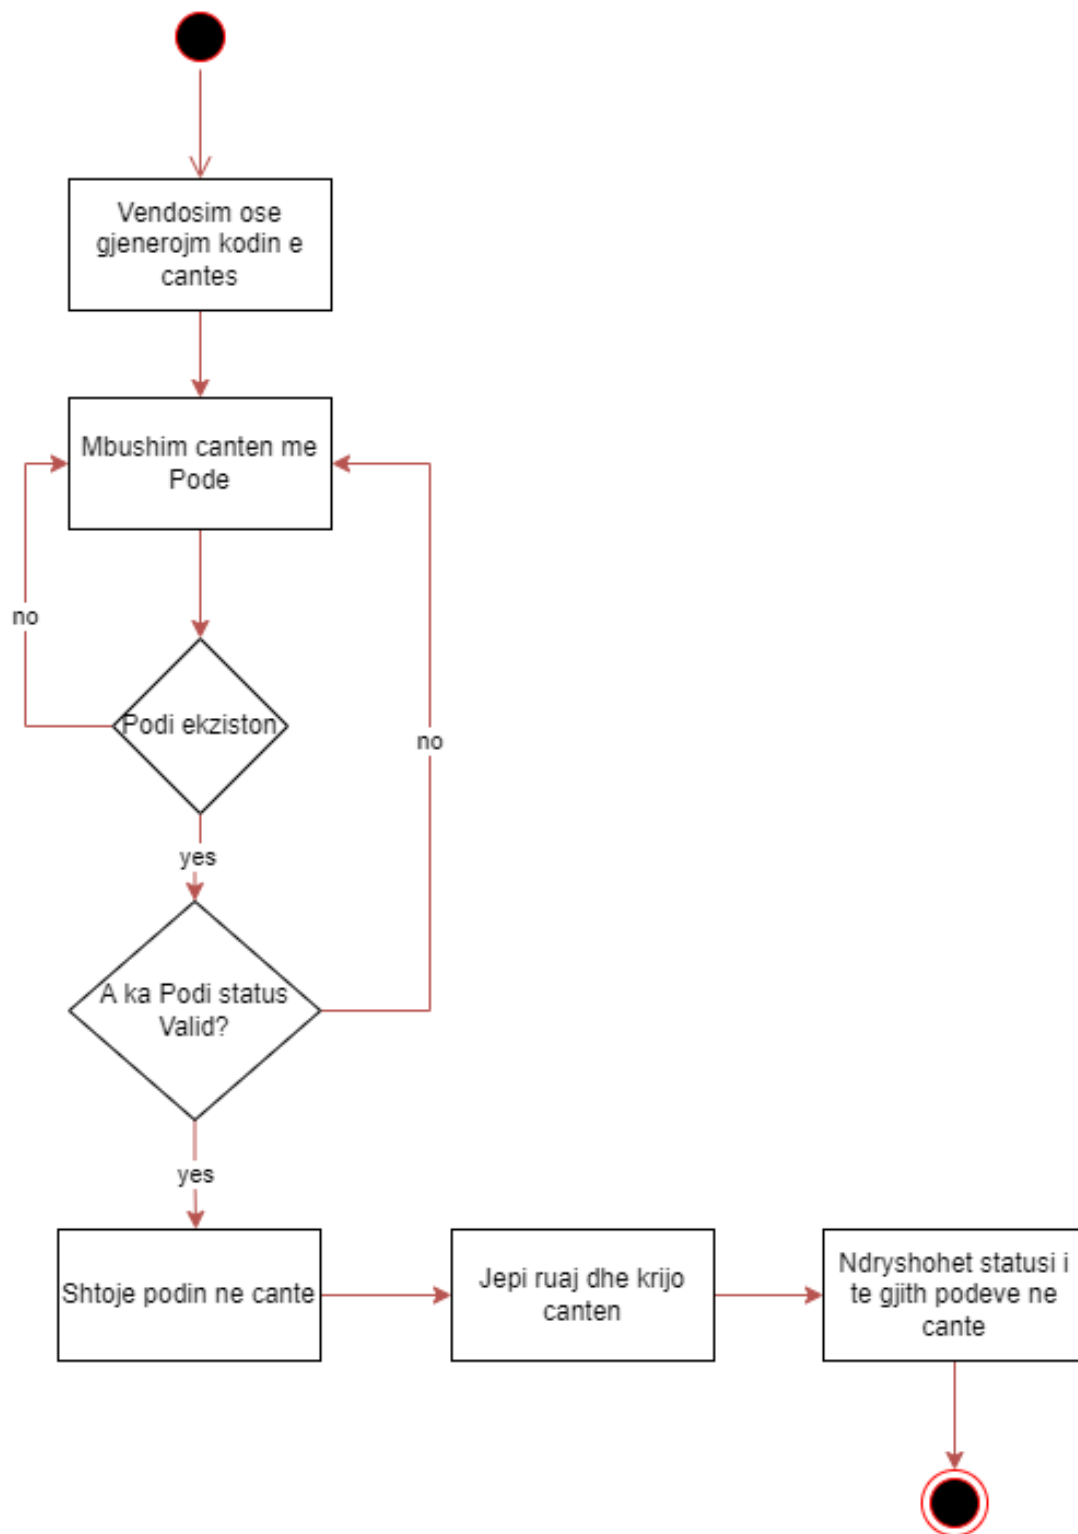 Vendosim ose
gjenerojm kodin e
cantes
Mbushim canten me
Pode
no
Podi ekziston
no
yes
A ka Podi status
Valid?
yes
Shtoje podin ne cante
Jepi ruaj dhe krijo
canten
Ndryshohet statusi i
te gjith podeve ne
cante